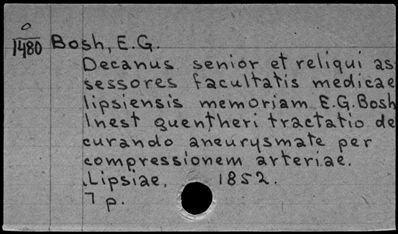 O
1480 Bosh, E.G.
Decanus senior et reliqui as
sessores facultatis medicae
lipsiensis memoriam E.G.Bosh
Inest guentheri tractatio de
curando aneurysmate per
compressionem arteriae.
Lipsiae, 1852.
7 p.